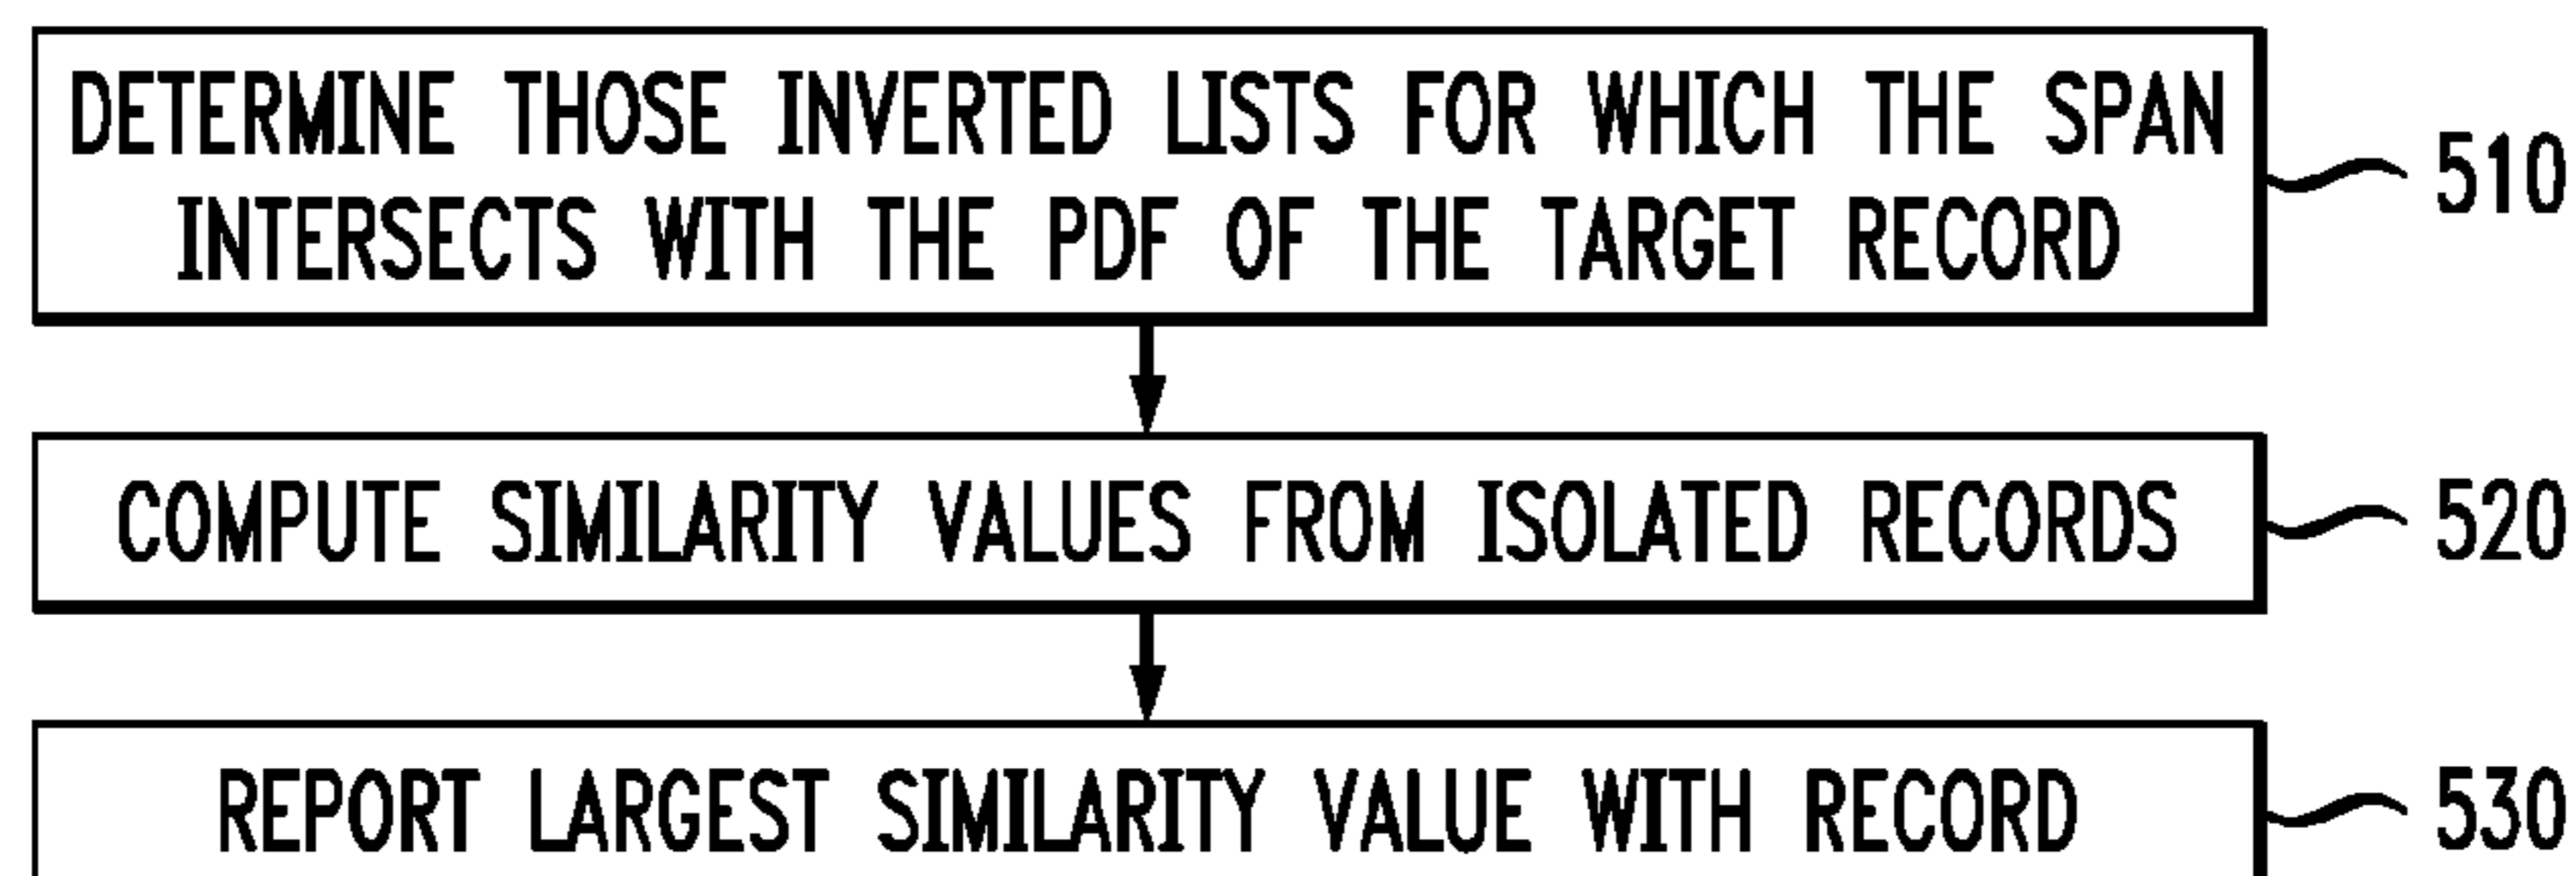 DETERMINE THOSE INVERTED LISTS FOR WHICH THE SPAN
INTERSECTS WITH THE PDF OF THE TARGET RECORD
510
COMPUTE SIMILARITY VALUES FROM ISOLATED RECORDS
520
REPORT LARGEST SIMILARITY VALUE WITH RECORD
530